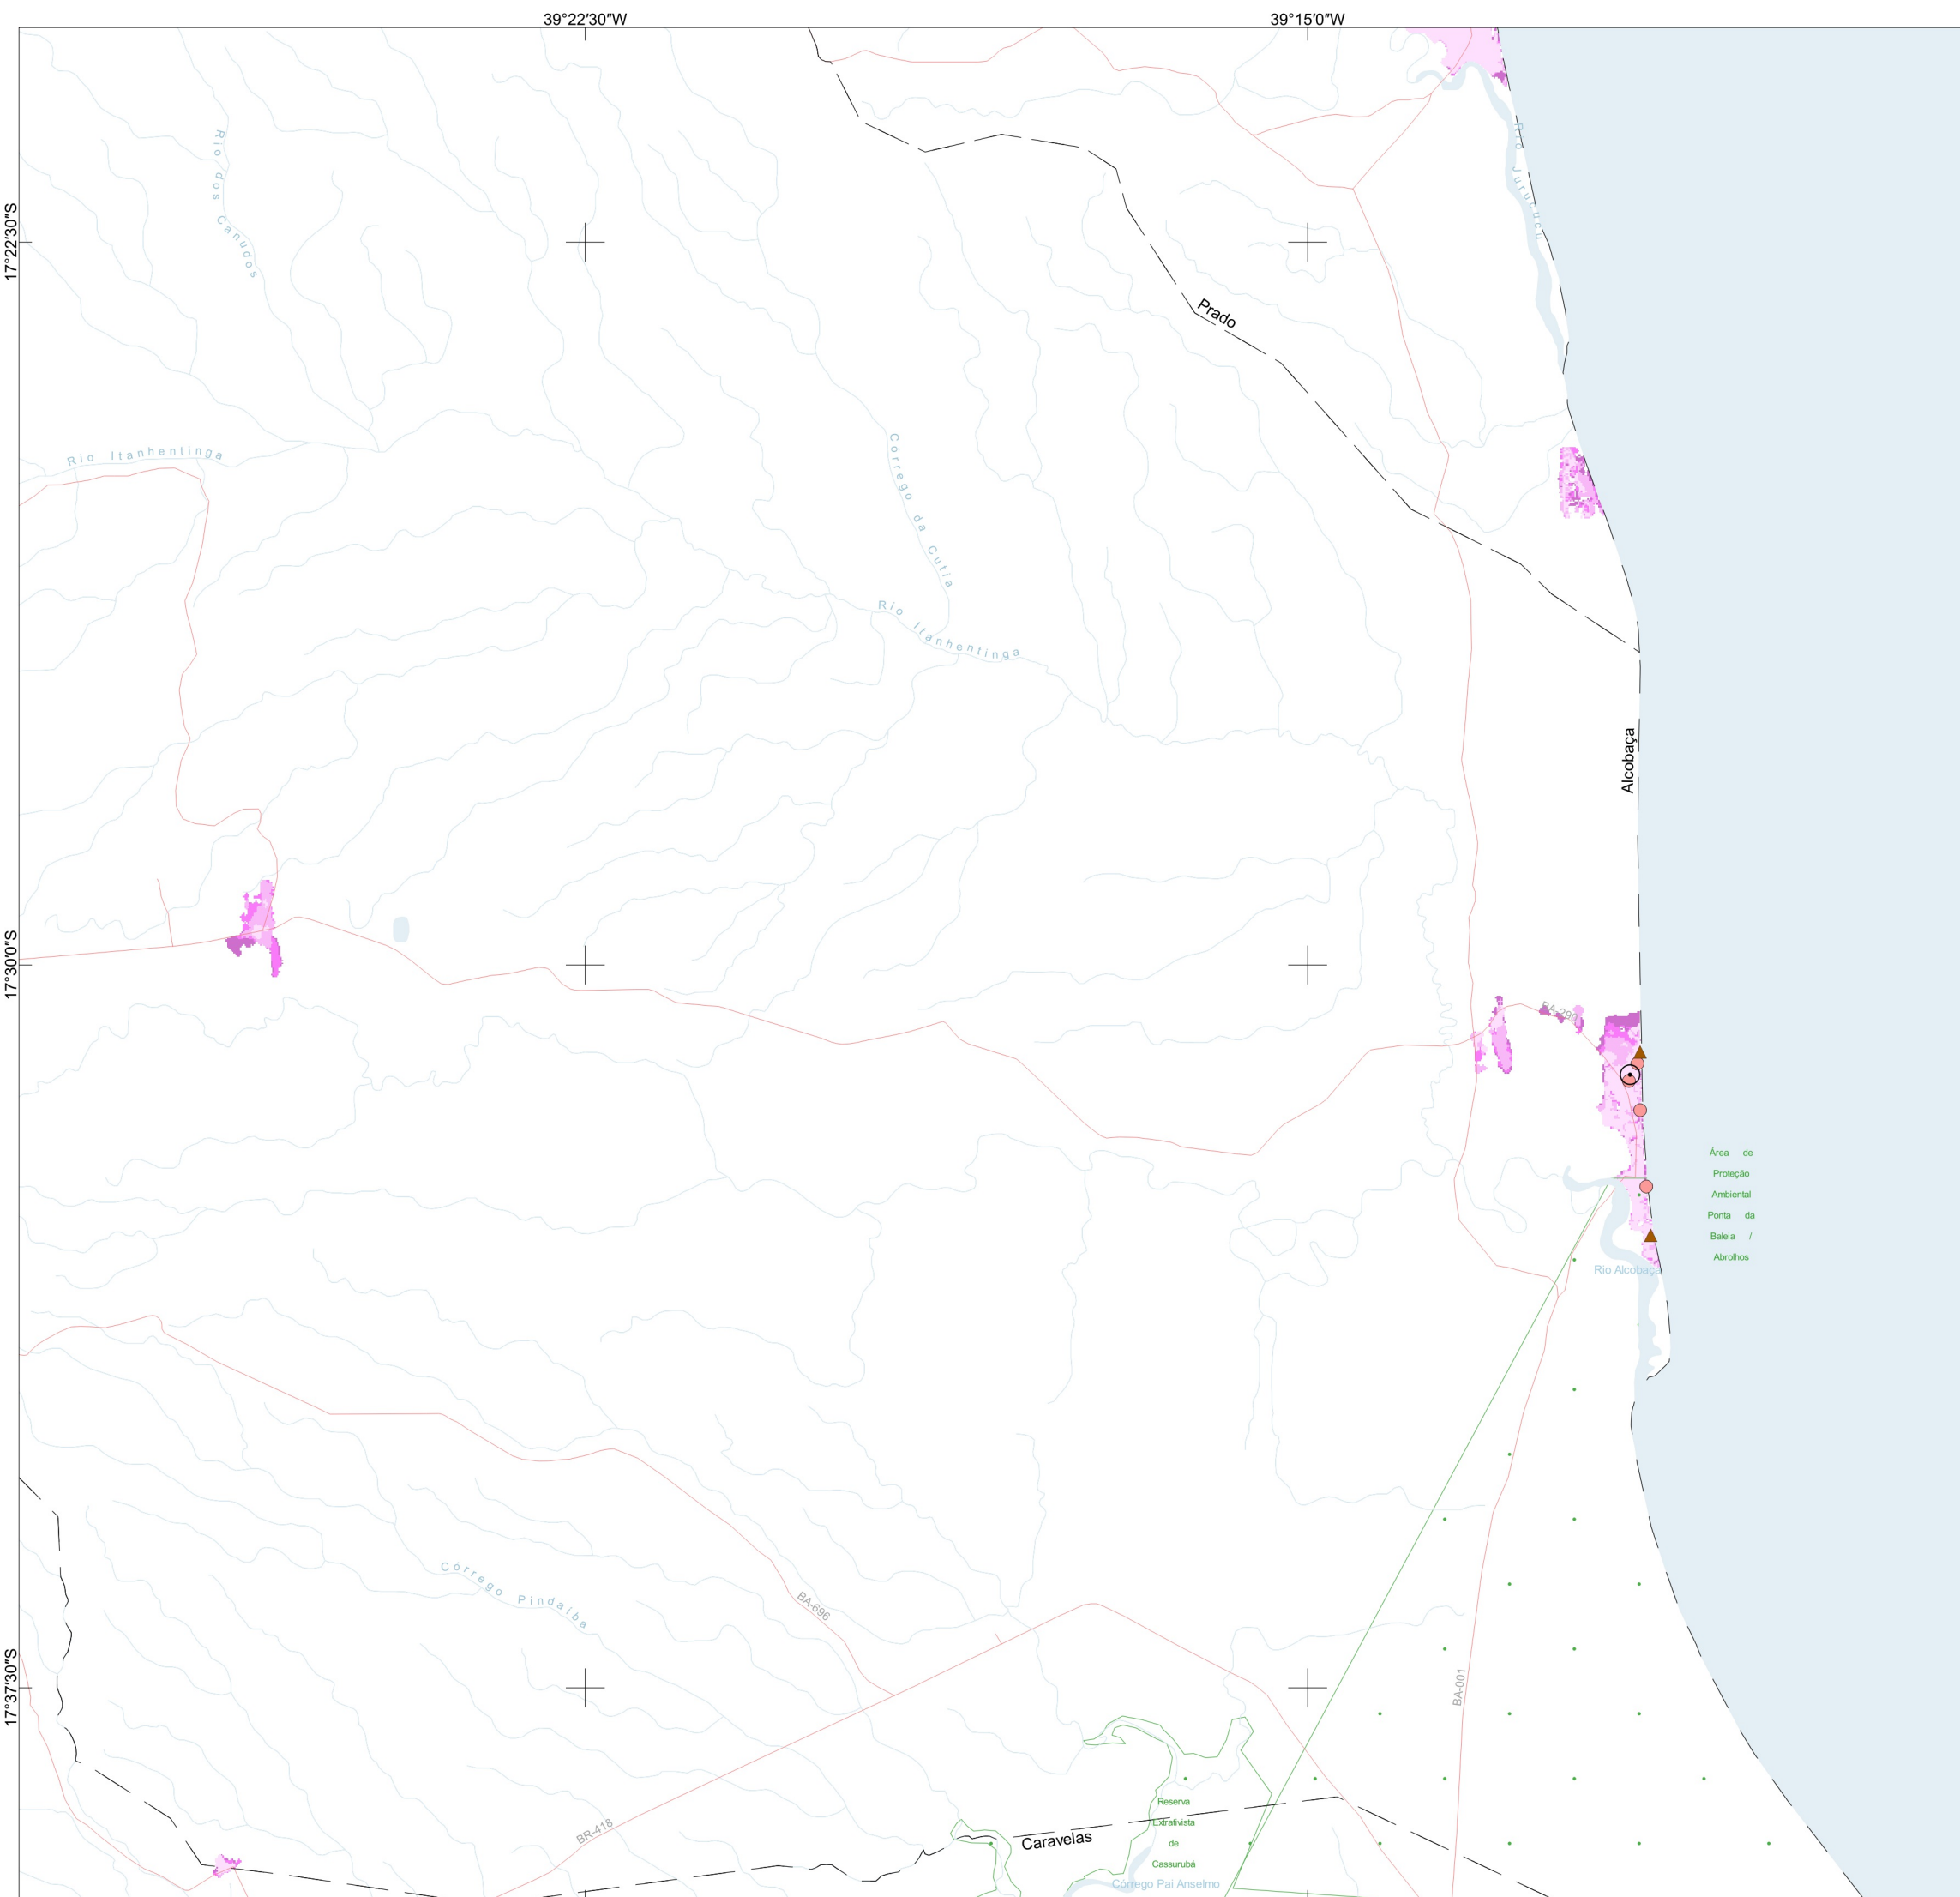 39°22'30"W
39°15'0"W
Rio dos Canudos
Rio Jurucucu
17°22'30"S
Prado
Rio Itanhentinga
Córrego da Cutia
Rio Itanhentinga
Alcobaça
17°30'0"S
BA-290
Área de
Proteção
Ambiental
Ponta da
Baleia /
Abrolhos
Rio Alcobaça
Córrego Pindaíba
BA-696
17°37'30"S
BA-001
Reserva
Extrativista
de
Cassurubá
BR-418
Caravelas
Córrego Pai Anselmo